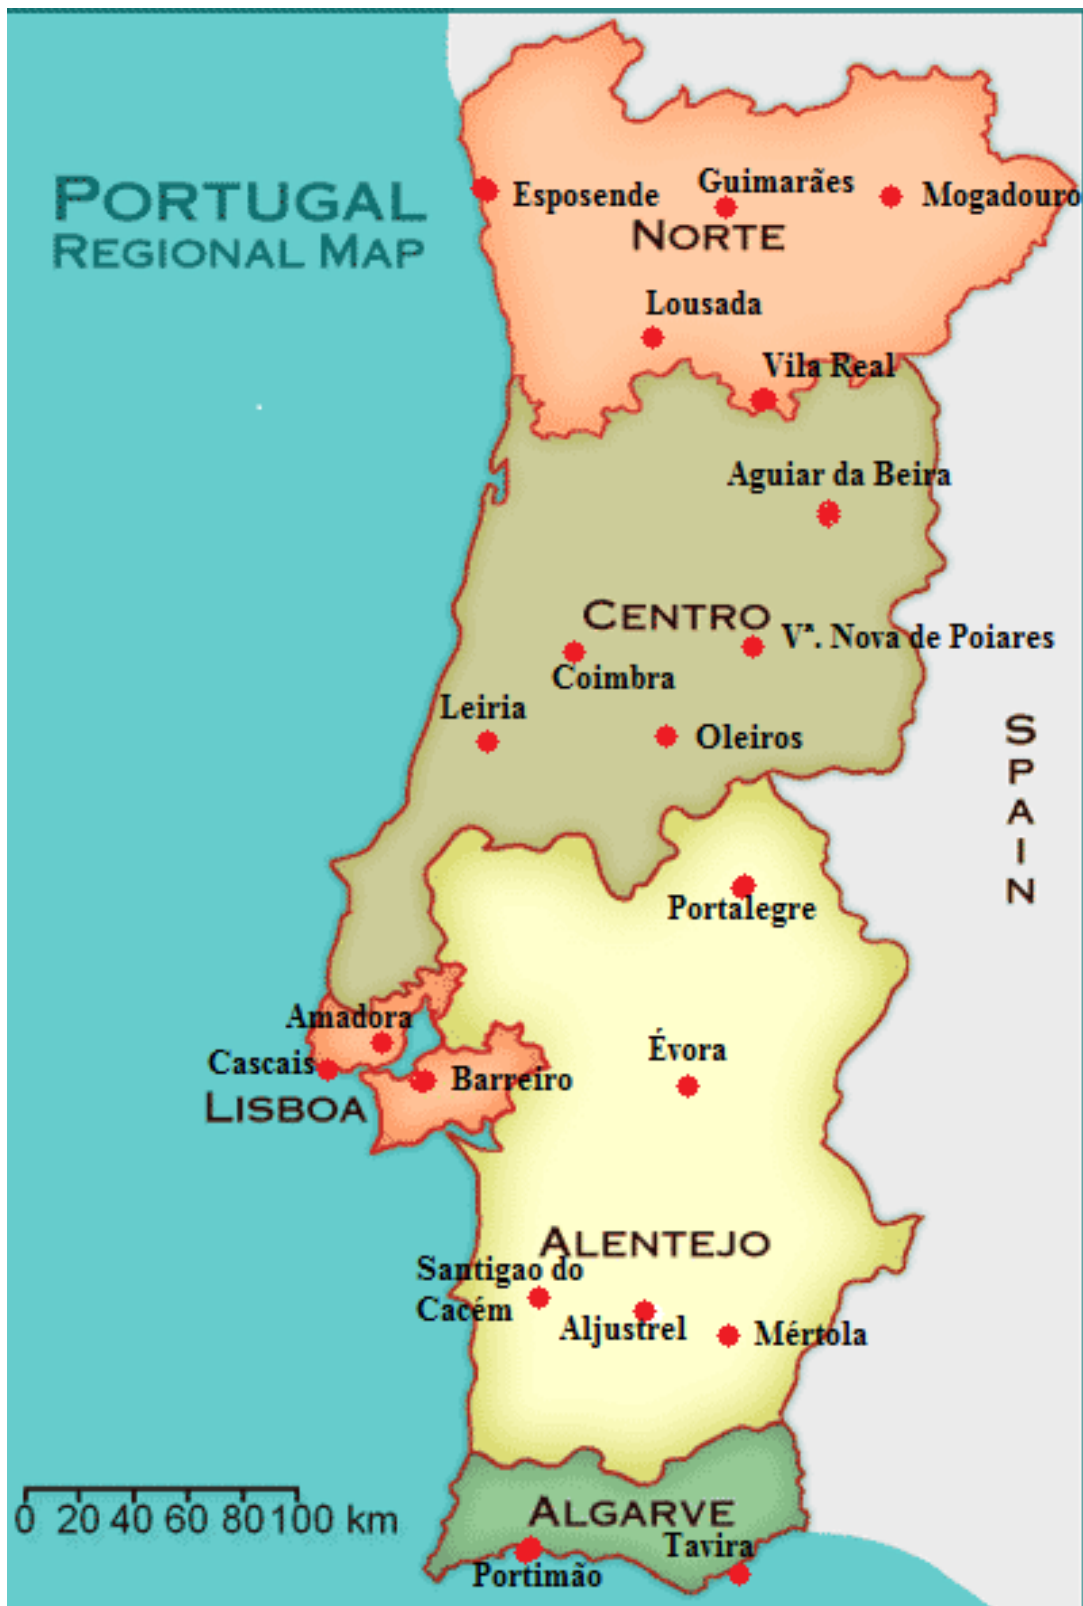 PORTUGAL
REGIONAL MAP
Esposende
Guimarães
Mogadouro
NORTE
Lousada
Vila Real
Aguiar da Beira
CENTRO
Vª. Nova de Poiares
Coimbra
Leiria
Oleiros
SPAIN
Portalegre
Amadora
Cascais
Évora
Barreiro
LISBOA
ALENTEJO
Santigao do
Cacém
Aljustrel
Mértola
ALGARVE
0 20 40 60 80 100 km
Tavira
Portimão